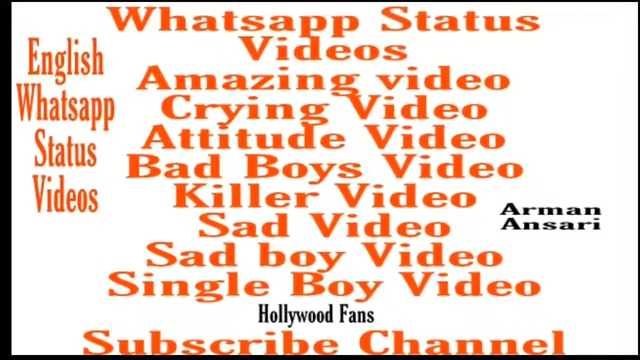 Whatsapp Status
Videos
Amazing video
Crying Video
Attitude Video
Bad Boys Video
Killer Video
Sad Video
Sad boy Video
Single Boy Video
Hollywood Fans
Subscribe Channel
English
Whatsapp
Status
Videos
Arman
Ansari